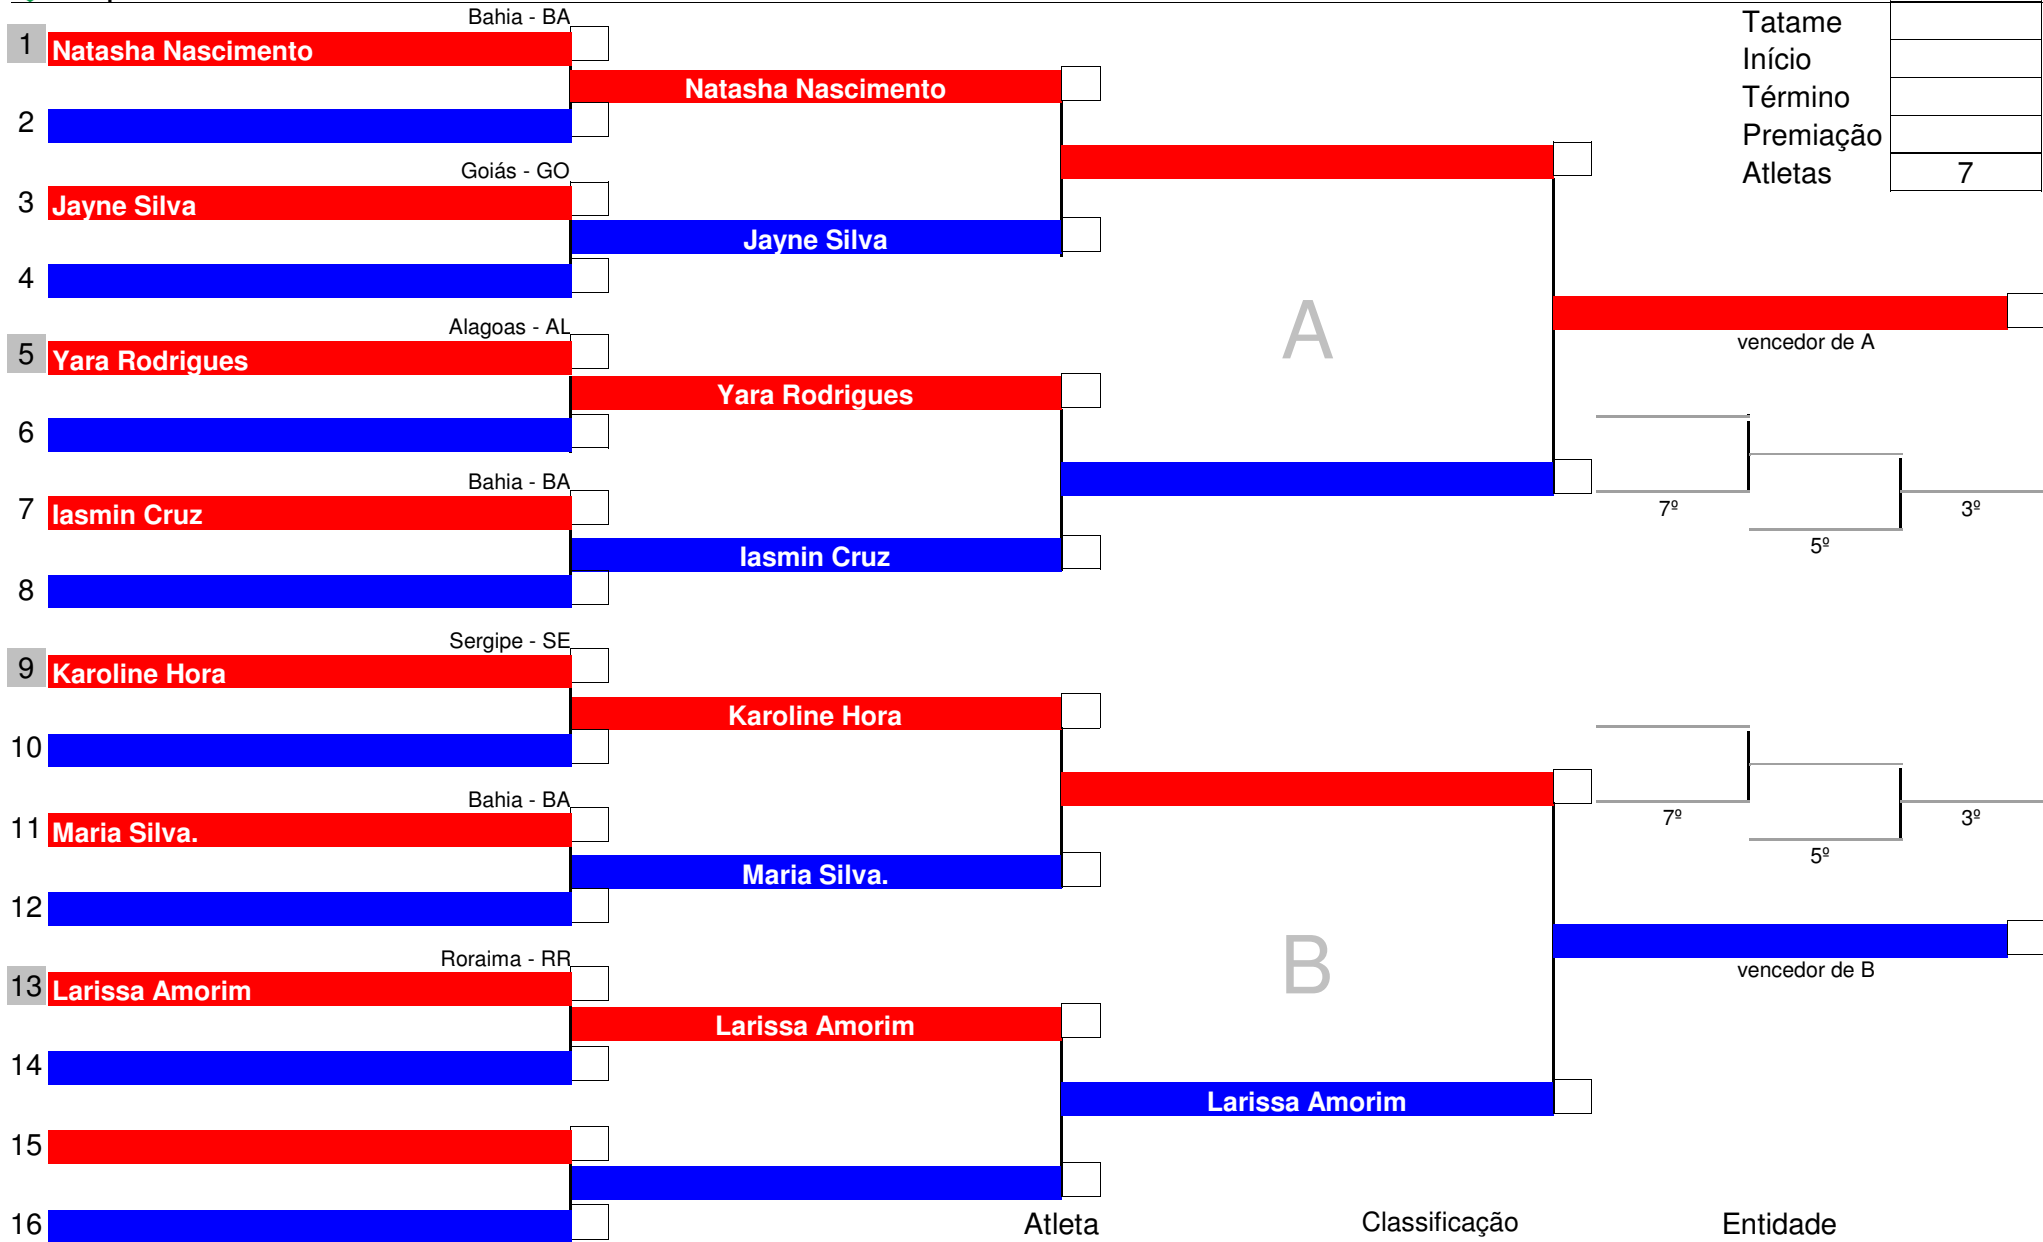 Bahia - BA
Tatame
1 Natasha Nascimento
Início
Natasha Nascimento
Término
2
Premiação
Goiás - GO
Atletas 7
3 Jayne Silva
Jayne Silva
4
A
Alagoas - AL
vencedor de A
5 Yara Rodrigues
Yara Rodrigues
6
Bahia - BA
7 Iasmin Cruz
7º 3º
5º
Iasmin Cruz
8
Sergipe - SE
9 Karoline Hora
Karoline Hora
10
Bahia - BA
7º 3º
11 Maria Silva.
5º
Maria Silva.
12
Roraima - RR
B
vencedor de B
13 Larissa Amorim
Larissa Amorim
14
Larissa Amorim
15
16
Atleta Classificação Entidade